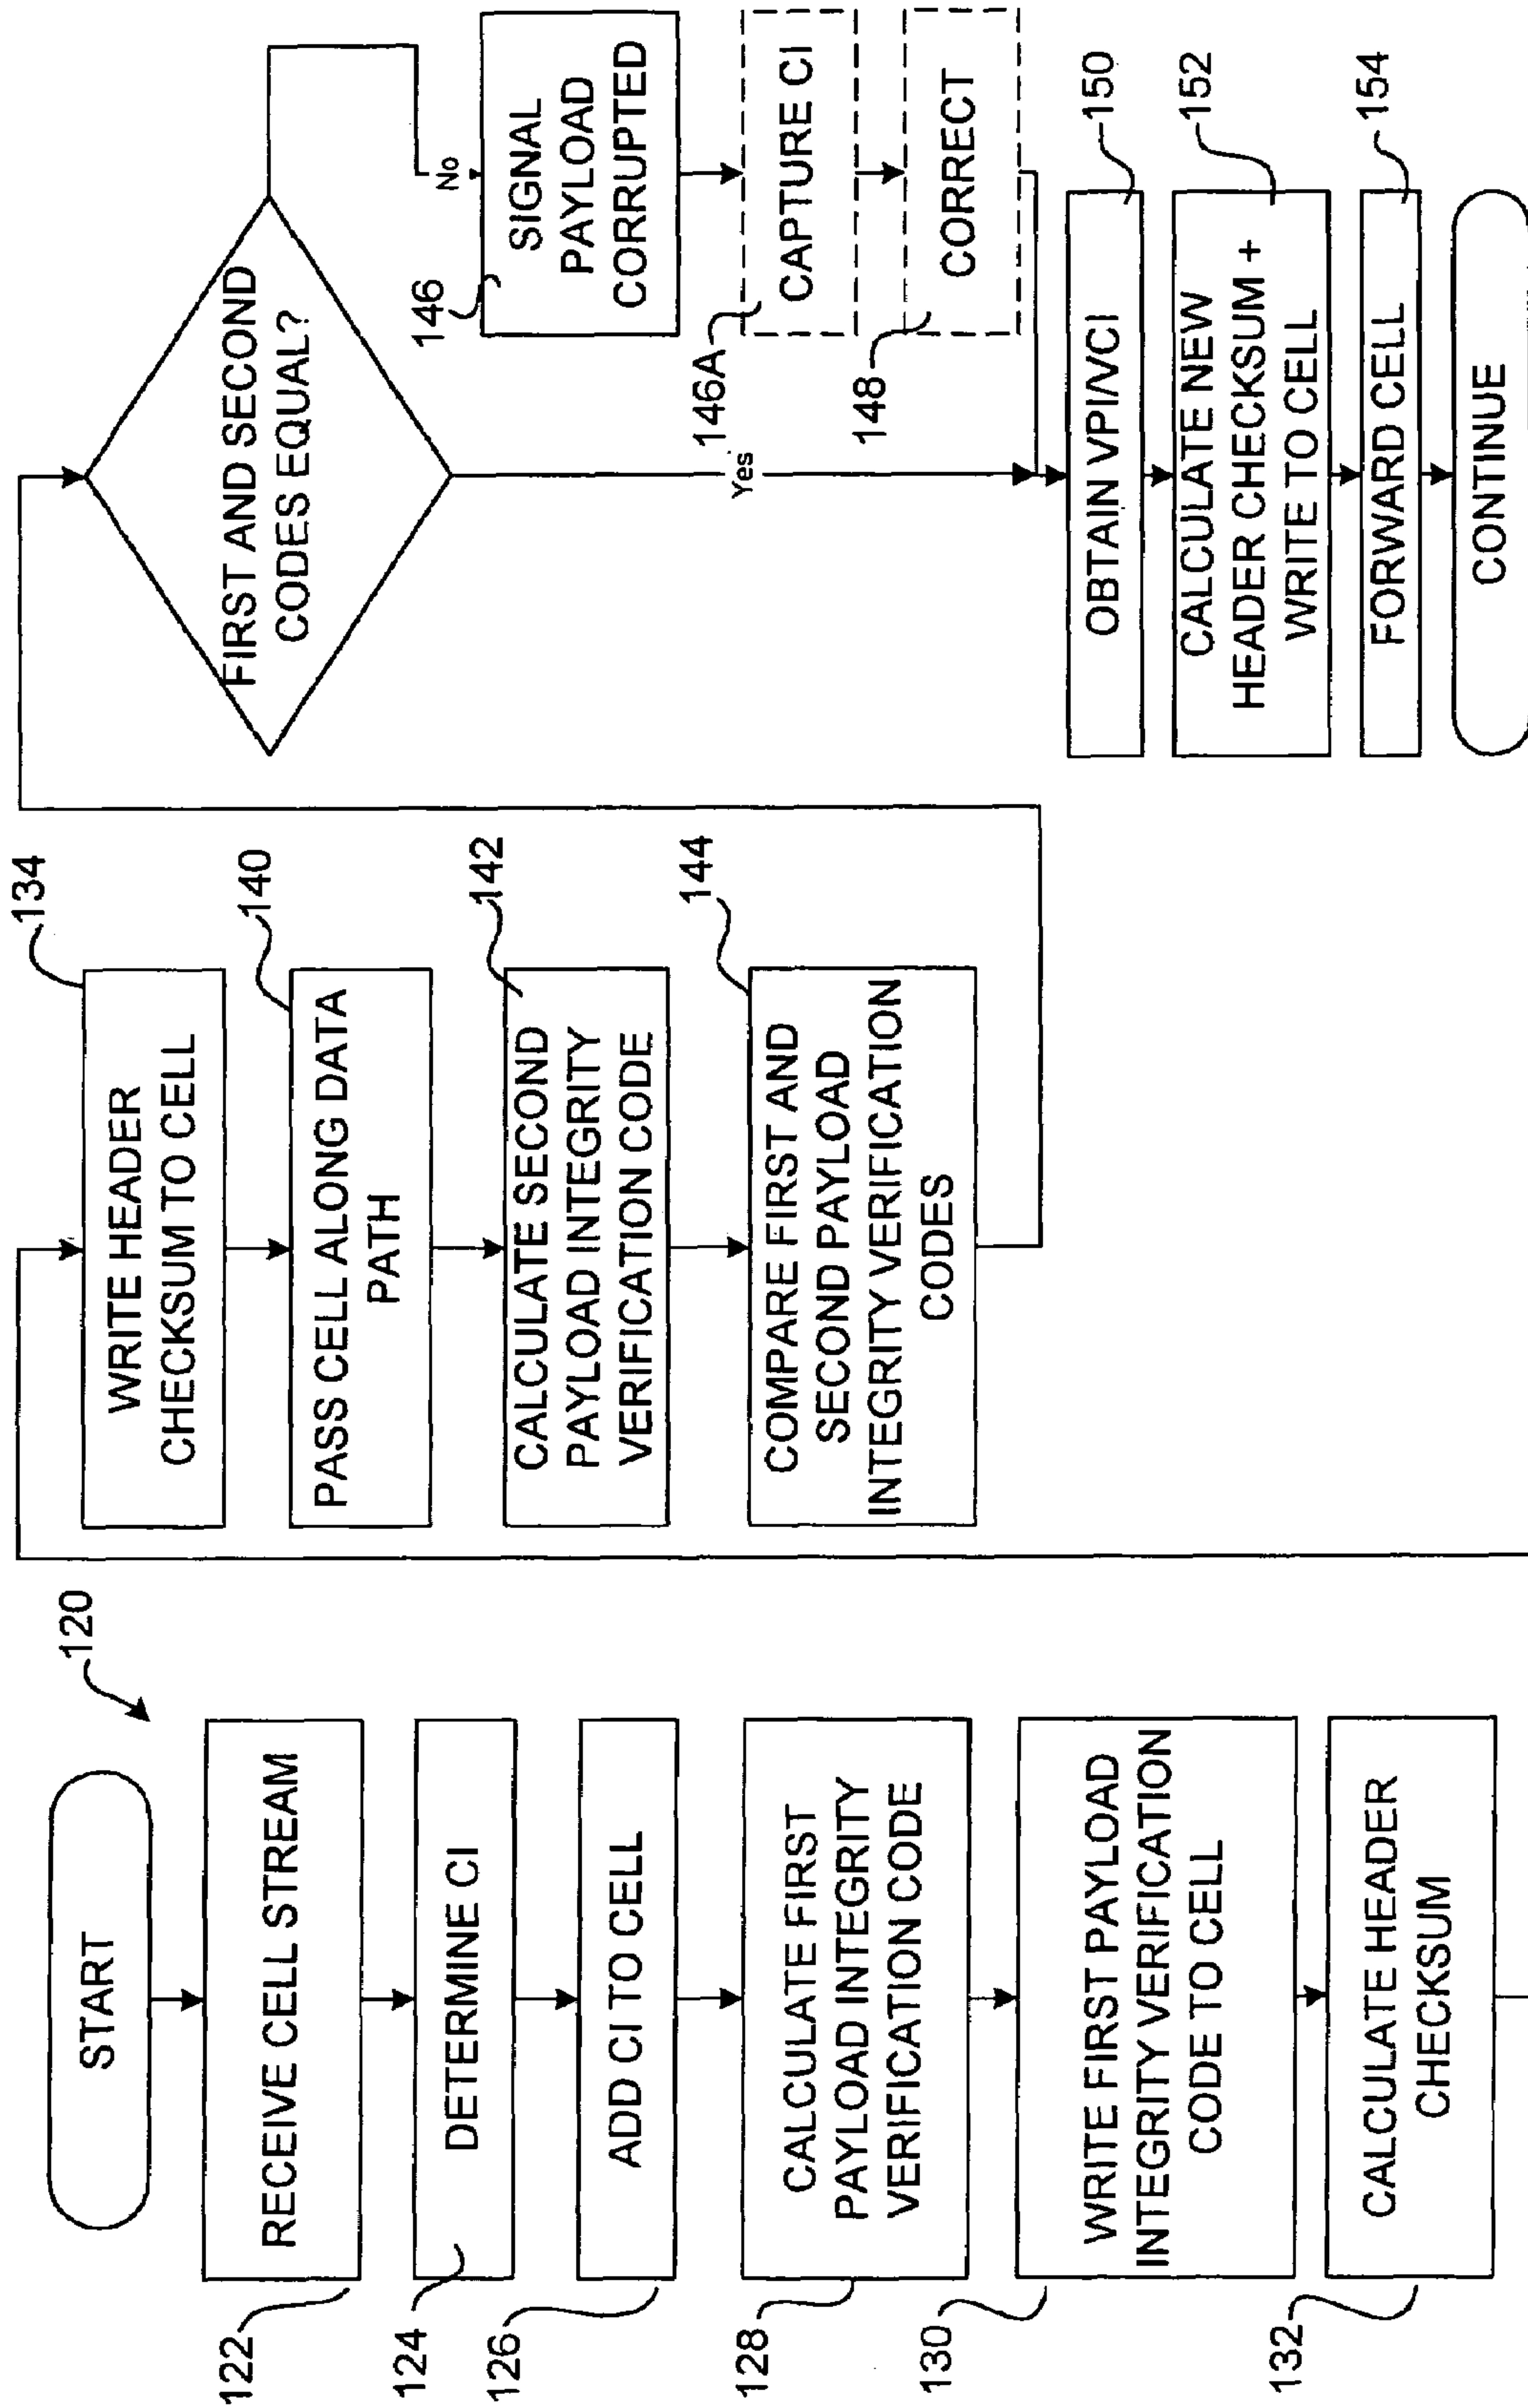 120
START
122
RECEIVE CELL STREAM
124
DETERMINE CI
126
ADD CI TO CELL
128
CALCULATE FIRST
PAYLOAD INTEGRITY
VERIFICATION CODE
130
WRITE FIRST PAYLOAD
INTEGRITY VERIFICATION
CODE TO CELL
132
CALCULATE HEADER
CHECKSUM
134
WRITE HEADER
CHECKSUM TO CELL
140
PASS CELL ALONG DATA
PATH
142
CALCULATE SECOND
PAYLOAD INTEGRITY
VERIFICATION CODE
144
COMPARE FIRST AND
SECOND PAYLOAD
INTEGRITY VERIFICATION
CODES
FIRST AND SECOND
CODES EQUAL?
No
Yes
146
SIGNAL
PAYLOAD
CORRUPTED
146A
CAPTURE CI
148
CORRECT
150
OBTAIN VPI/VCI
152
CALCULATE NEW
HEADER CHECKSUM +
WRITE TO CELL
154
FORWARD CELL
CONTINUE